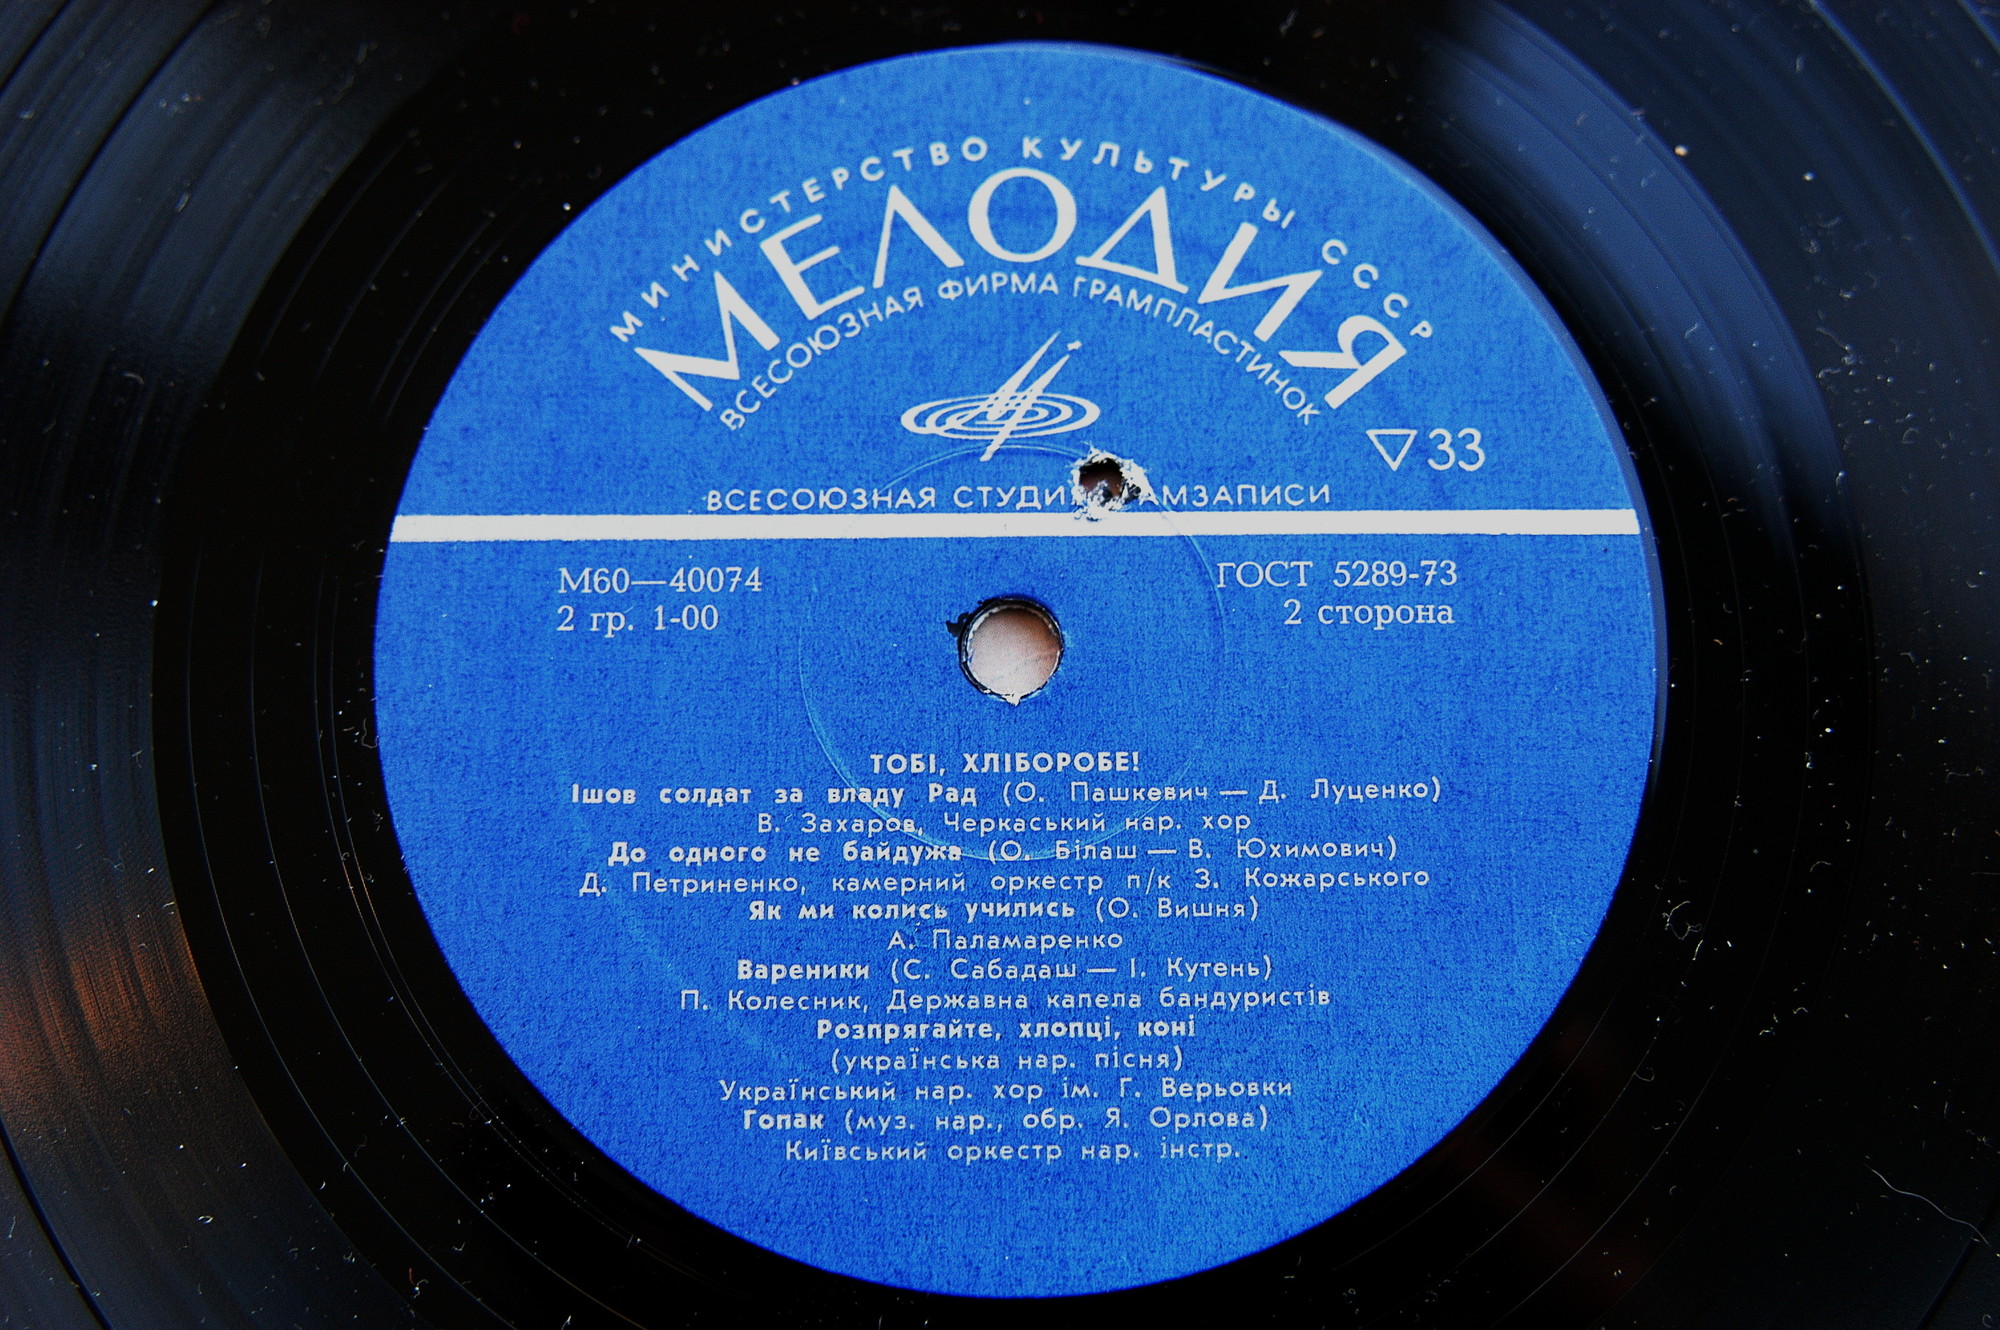 МИНИСТЕРСТВО КУЛЬТУРЫ СССР
МЕЛОДИЯ
ВСЕСОЮЗНАЯ ФИРМА ГРАМПЛАСТИНОК
▽33
ВСЕСОЮЗНАЯ
М60—40074
ГОСТ 5289-73
2 гр. 1-00
2 сторона
ТОБІ, ХЛІБОРОБЕ!
Ішов солдат за владу Рад (О. Пашкевич — Д. Луценко)
В. Захаров, Черкаський нар. хор
До одного не байдужа (О. Білаш — В. Юхимович)
Д. Петриненко, камерний оркестр п/к З. Кожарського
Як ми колись учились (О. Вишня)
А. Паламаренко
Вареники (С. Сабадаш — І. Кутень)
П. Колесник, Державна капела бандуристів
Розпрягайте, хлопці, коні
(українська нар. пісня)
Український нар. хор ім. Г. Верьовки
Гопак (муз. нар., обр. Я. Орлова)
Київський оркестр нар. інстр.